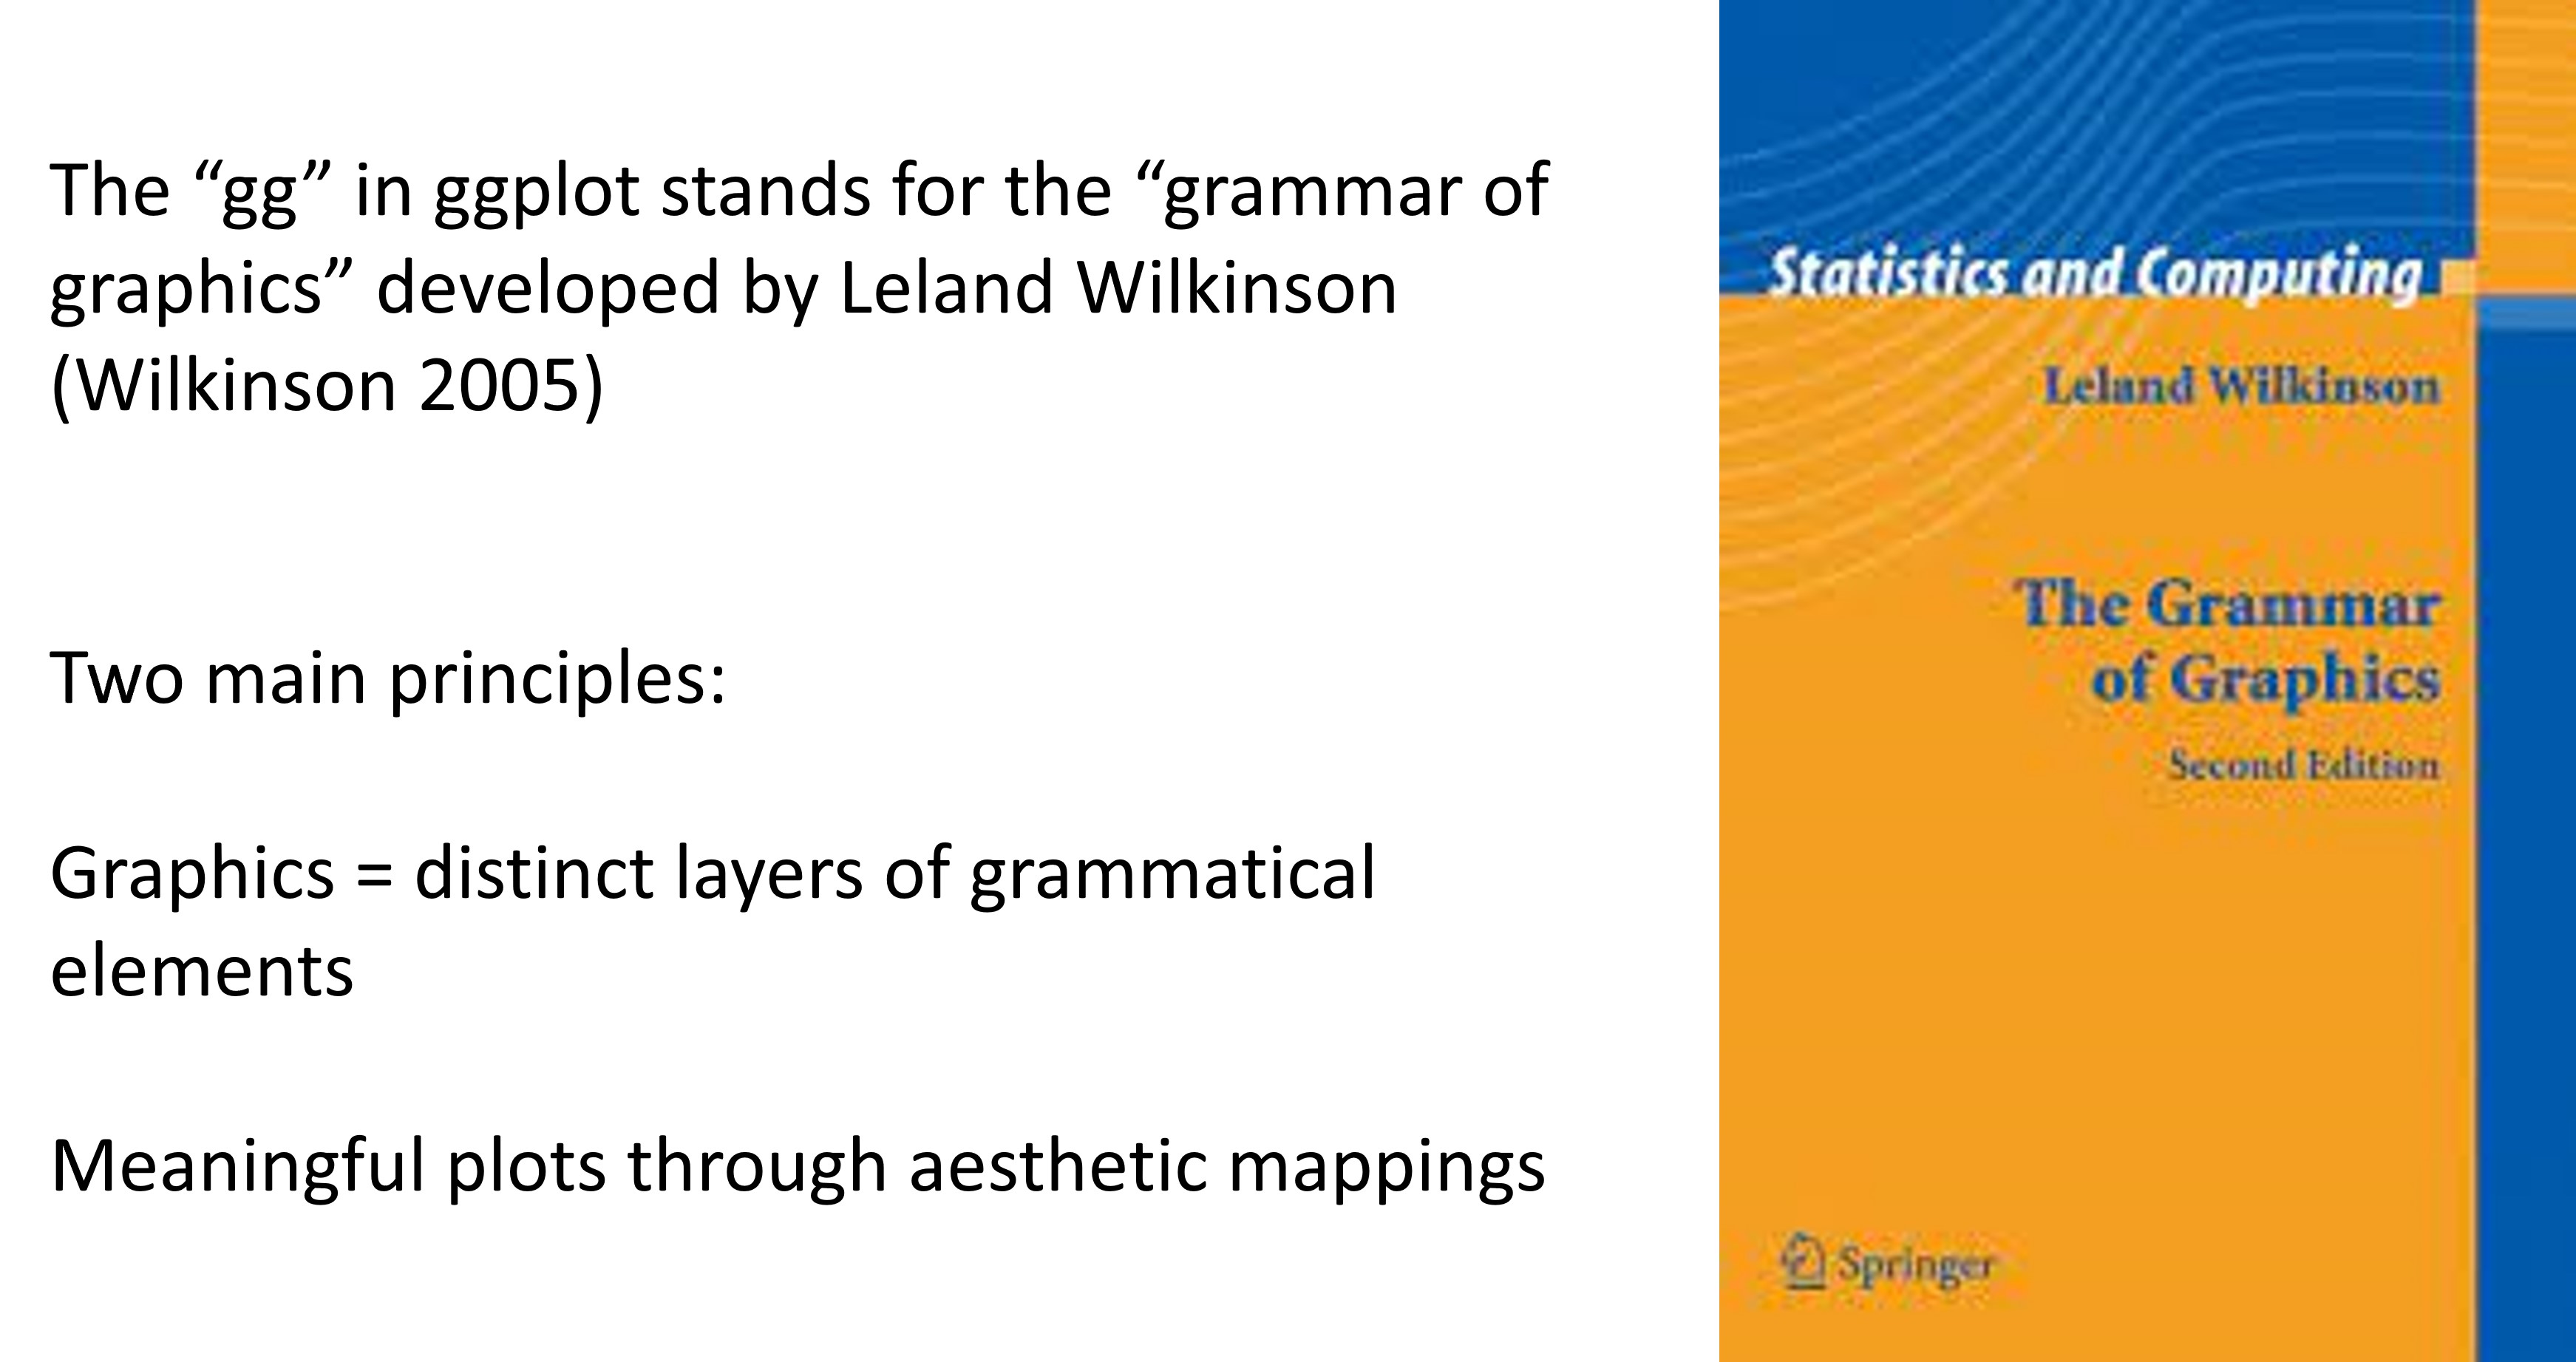 The “gg” in ggplot stands for the “grammar of
graphics” developed by Leland Wilkinson
(Wilkinson 2005)
Two main principles:
Graphics = distinct layers of grammatical
elements
Meaningful plots through aesthetic mappings
Statistics and Computing
Leland Wilkinson
The Grammar
of Graphics
Second Edition
Springer